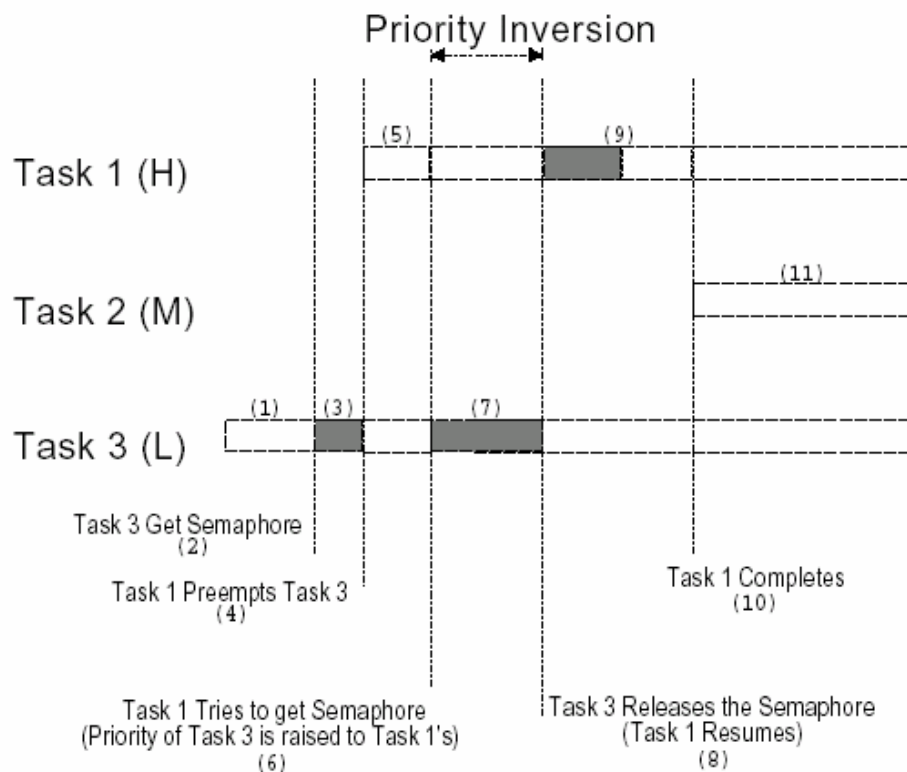 Priority Inversion
(5)
(9)
Task 1 (H)
(11)
Task 2 (M)
(1)
(3)
(7)
Task 3 (L)
Task 3 Get Semaphore
(2)
Task 1 Preempts Task 3
(4)
Task 1 Completes
(10)
Task 1 Tries to get Semaphore
(Priority of Task 3 is raised to Task 1's)
(6)
Task 3 Releases the Semaphore
(Task 1 Resumes)
(8)